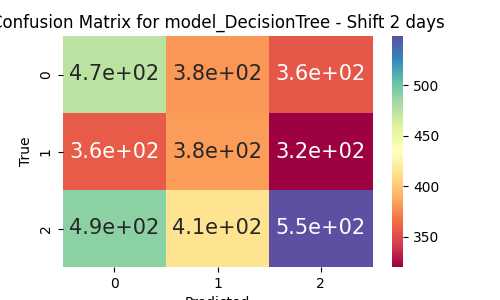 Confusion Matrix for model_DecisionTree - Shift 2 days
0 4.7e+02 3.8e+02 3.6e+02
1 3.6e+02 3.8e+02 3.2e+02
2 4.9e+02 4.1e+02 5.5e+02
True
0 1 2
Predicted
500
450
400
350